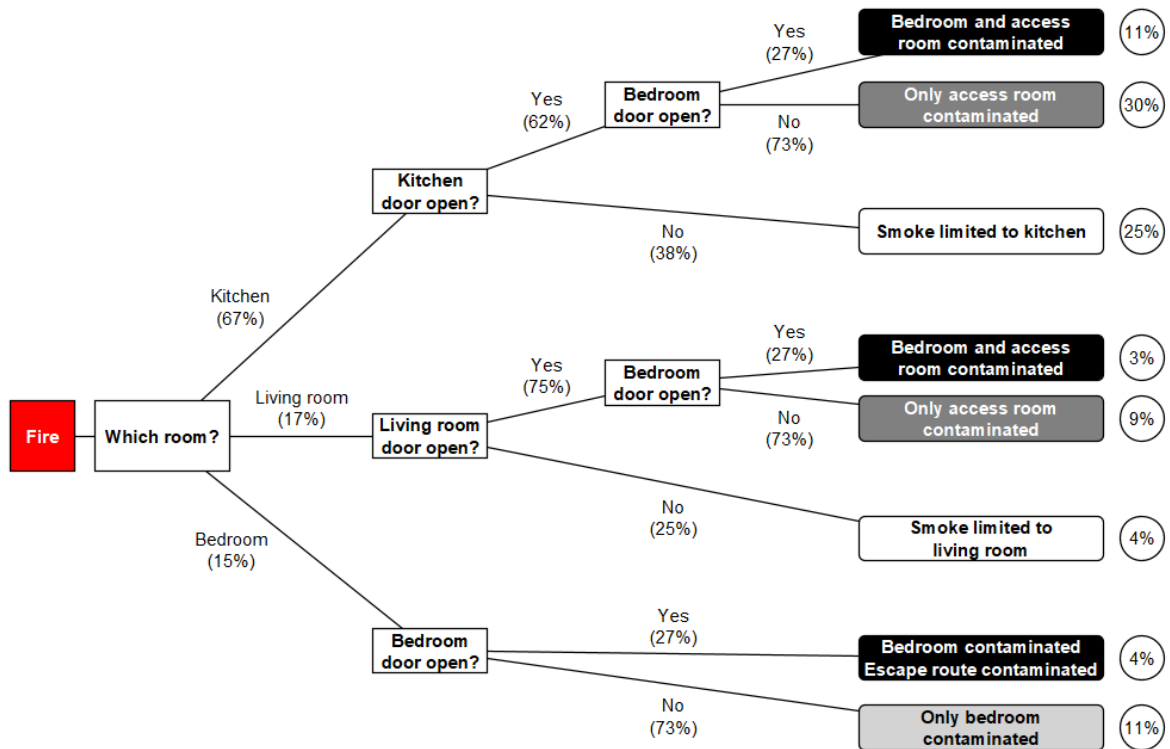 Fire
Which room?
Kitchen
(67%)
Kitchen
door open?
Yes
(62%)
Bedroom
door open?
Yes
(27%)
Bedroom and access
room contaminated
11%
No
(73%)
Only access room
contaminated
30%
No
(38%)
Smoke limited to kitchen
25%
Living room
(17%)
Living room
door open?
Yes
(75%)
Bedroom
door open?
Yes
(27%)
Bedroom and access
room contaminated
3%
No
(73%)
Only access room
contaminated
9%
No
(25%)
Smoke limited to
living room
4%
Bedroom
(15%)
Bedroom
door open?
Yes
(27%)
Bedroom contaminated
Escape route contaminated
4%
No
(73%)
Only bedroom
contaminated
11%